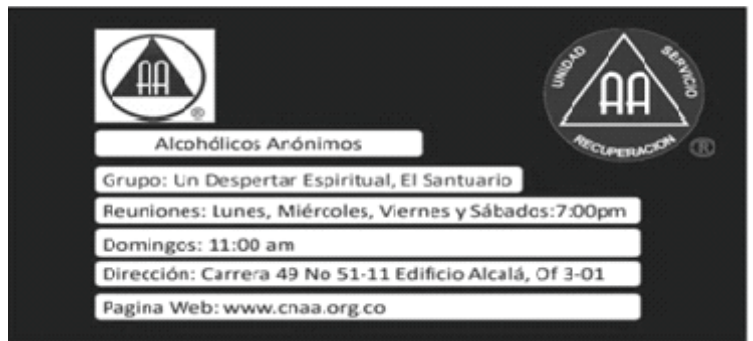 AA
®
UNIDAD
SERVICIO
AA
RECUPERACION
®
Alcohólicos Anónimos
Grupo: Un Despertar Espiritual, El Santuario
Reuniones: Lunes, Miércoles, Viernes y Sábados:7:00pm
Domingos: 11:00 am
Dirección: Carrera 49 No 51-11 Edificio Alcalá, Of 3-01
Pagina Web: www.cnaa.org.co